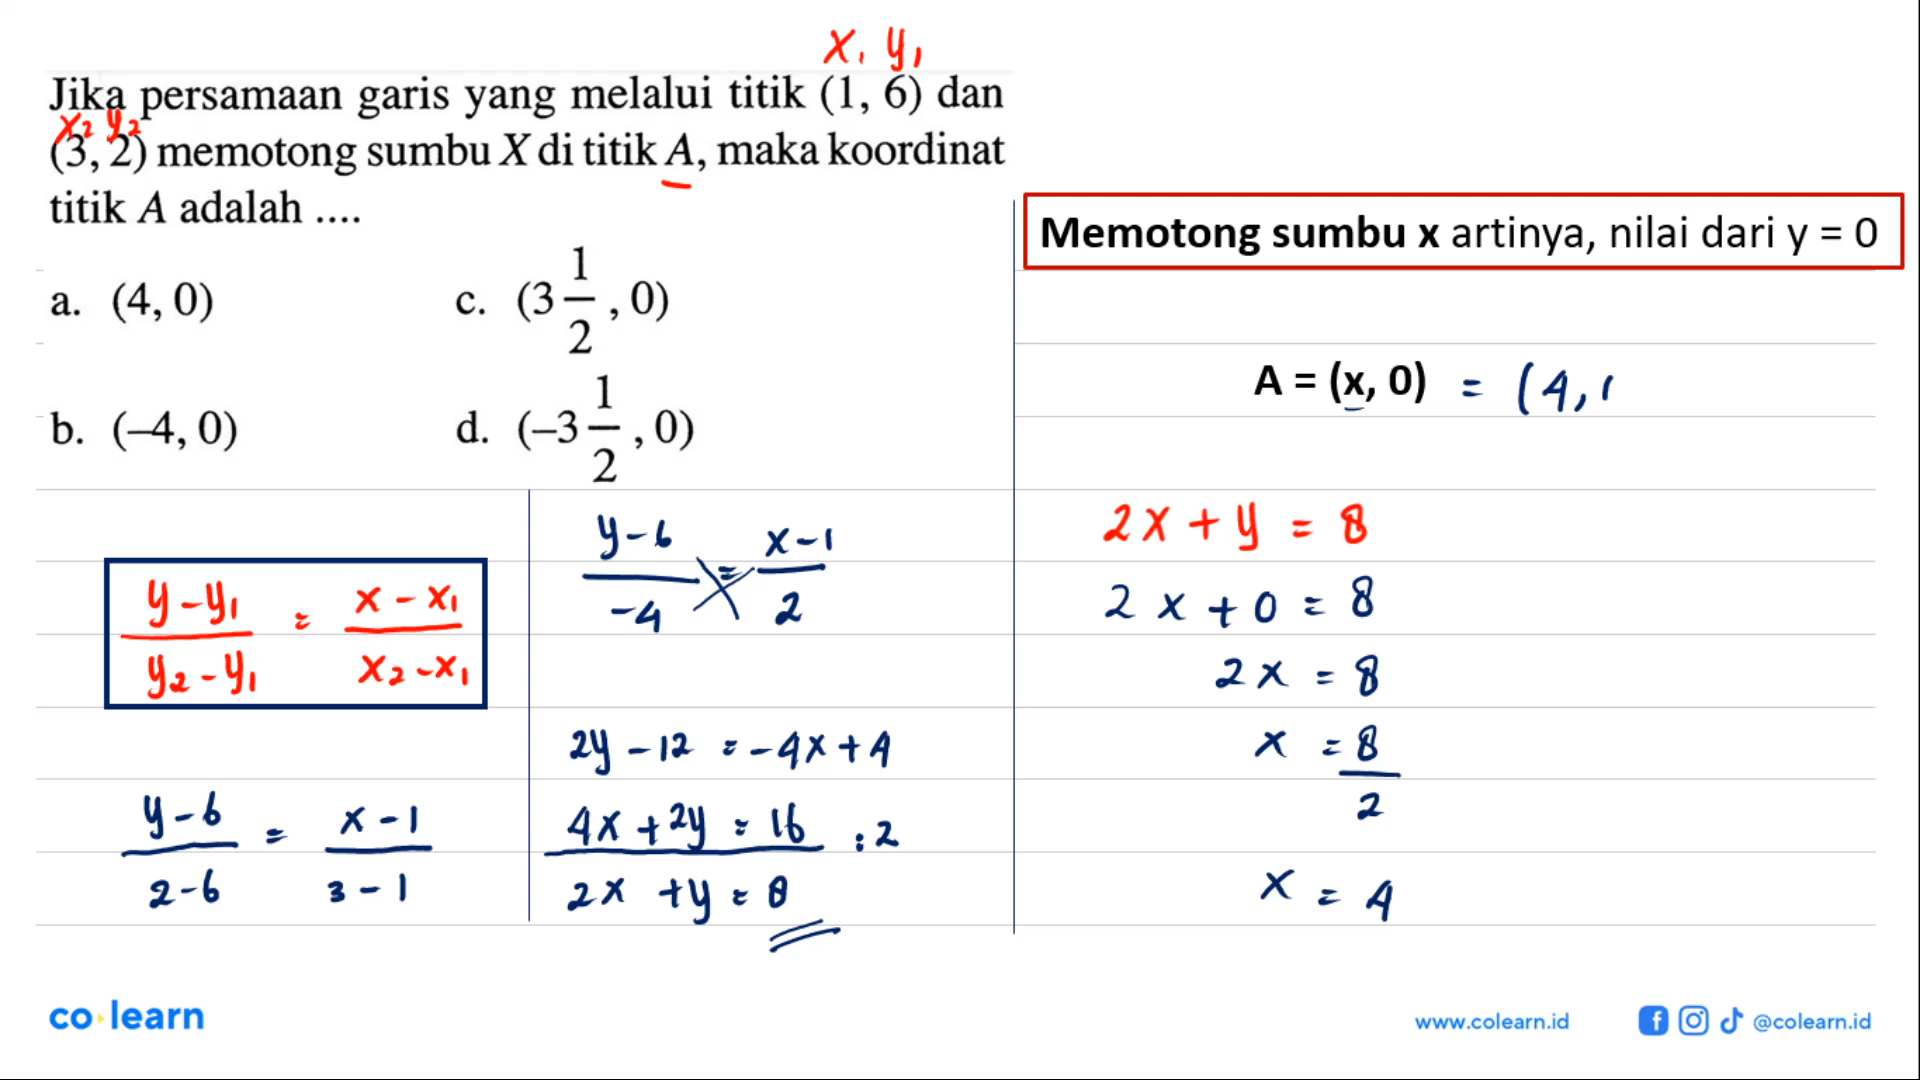 x₁ y₁
Jika persamaan garis yang melalui titik (1, 6) dan
x₂ y₂
(3, 2) memotong sumbu X di titik A, maka koordinat
titik A adalah ....
a. (4, 0)
c. (3 1/2 , 0)
b. (–4, 0)
d. (–3 1/2 , 0)
(y - y₁)/(y₂ - y₁) = (x - x₁)/(x₂ - x₁)
(y - 6)/(2 - 6) = (x - 1)/(3 - 1)
(y - 6)/(-4) = (x - 1)/2
2y - 12 = -4x + 4
4x + 2y = 16 : 2
2x + y = 8
Memotong sumbu x artinya, nilai dari y = 0
A = (x, 0) = (4, 
2x + y = 8
2x + 0 = 8
2x = 8
x = 8/2
x = 4
co learn
www.colearn.id
@colearn.id